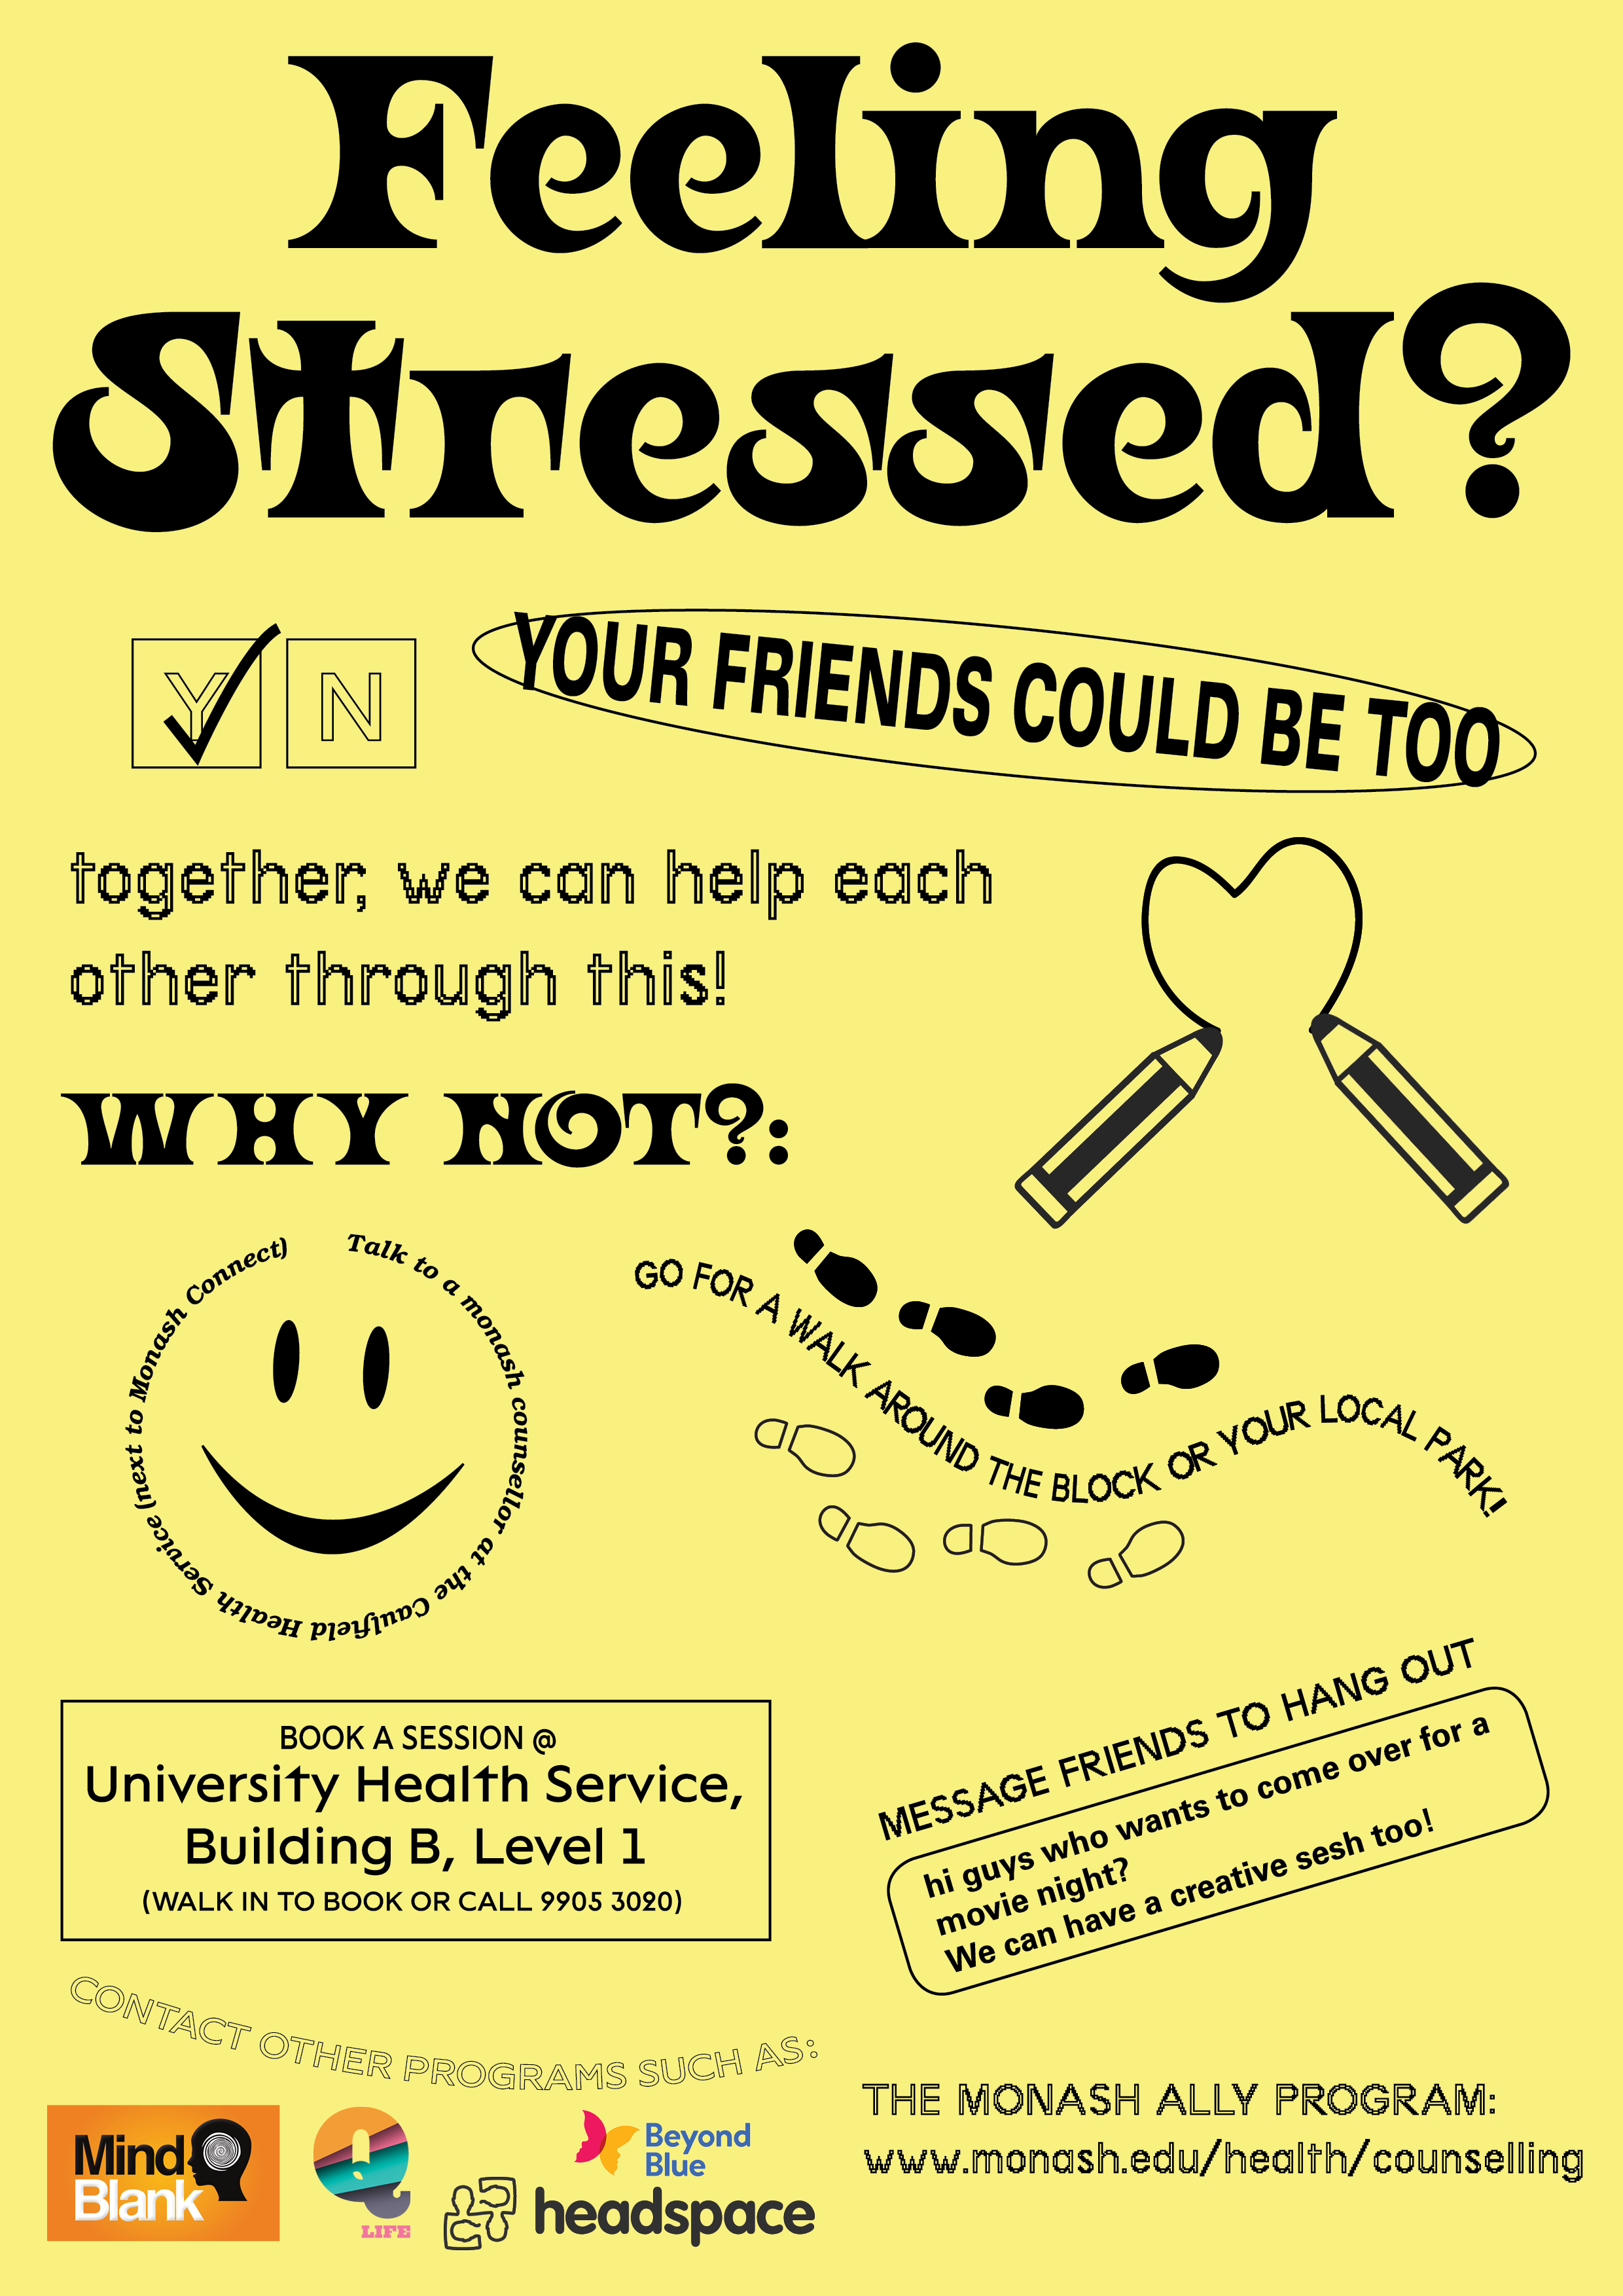 Feeling
Stressed?
Y N
YOUR FRIENDS COULD BE TOO
together, we can help each
other through this!
WHY NOT?:
Talk to a monash counsellor at the Caulfield Health Service (next to Monash Connect)
GO FOR A WALK AROUND THE BLOCK OR YOUR LOCAL PARK!
BOOK A SESSION @
University Health Service,
Building B, Level 1
(WALK IN TO BOOK OR CALL 9905 3020)
MESSAGE FRIENDS TO HANG OUT
hi guys who wants to come over for a
movie night?
We can have a creative sesh too!
CONTACT OTHER PROGRAMS SUCH AS:
Mind
Blank
Q
LIFE
Beyond
Blue
headspace
THE MONASH ALLY PROGRAM:
www.monash.edu/health/counselling